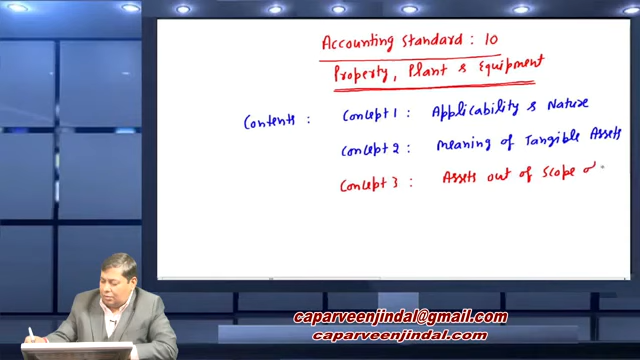 Accounting Standard : 10
Property, Plant & Equipment
Contents : Concept 1 : Applicability & Nature
Concept 2 : Meaning of Tangible Assets
Concept 3 : Assets out of Scope o
caparveenjindal@gmail.com
caparveenjindal.com